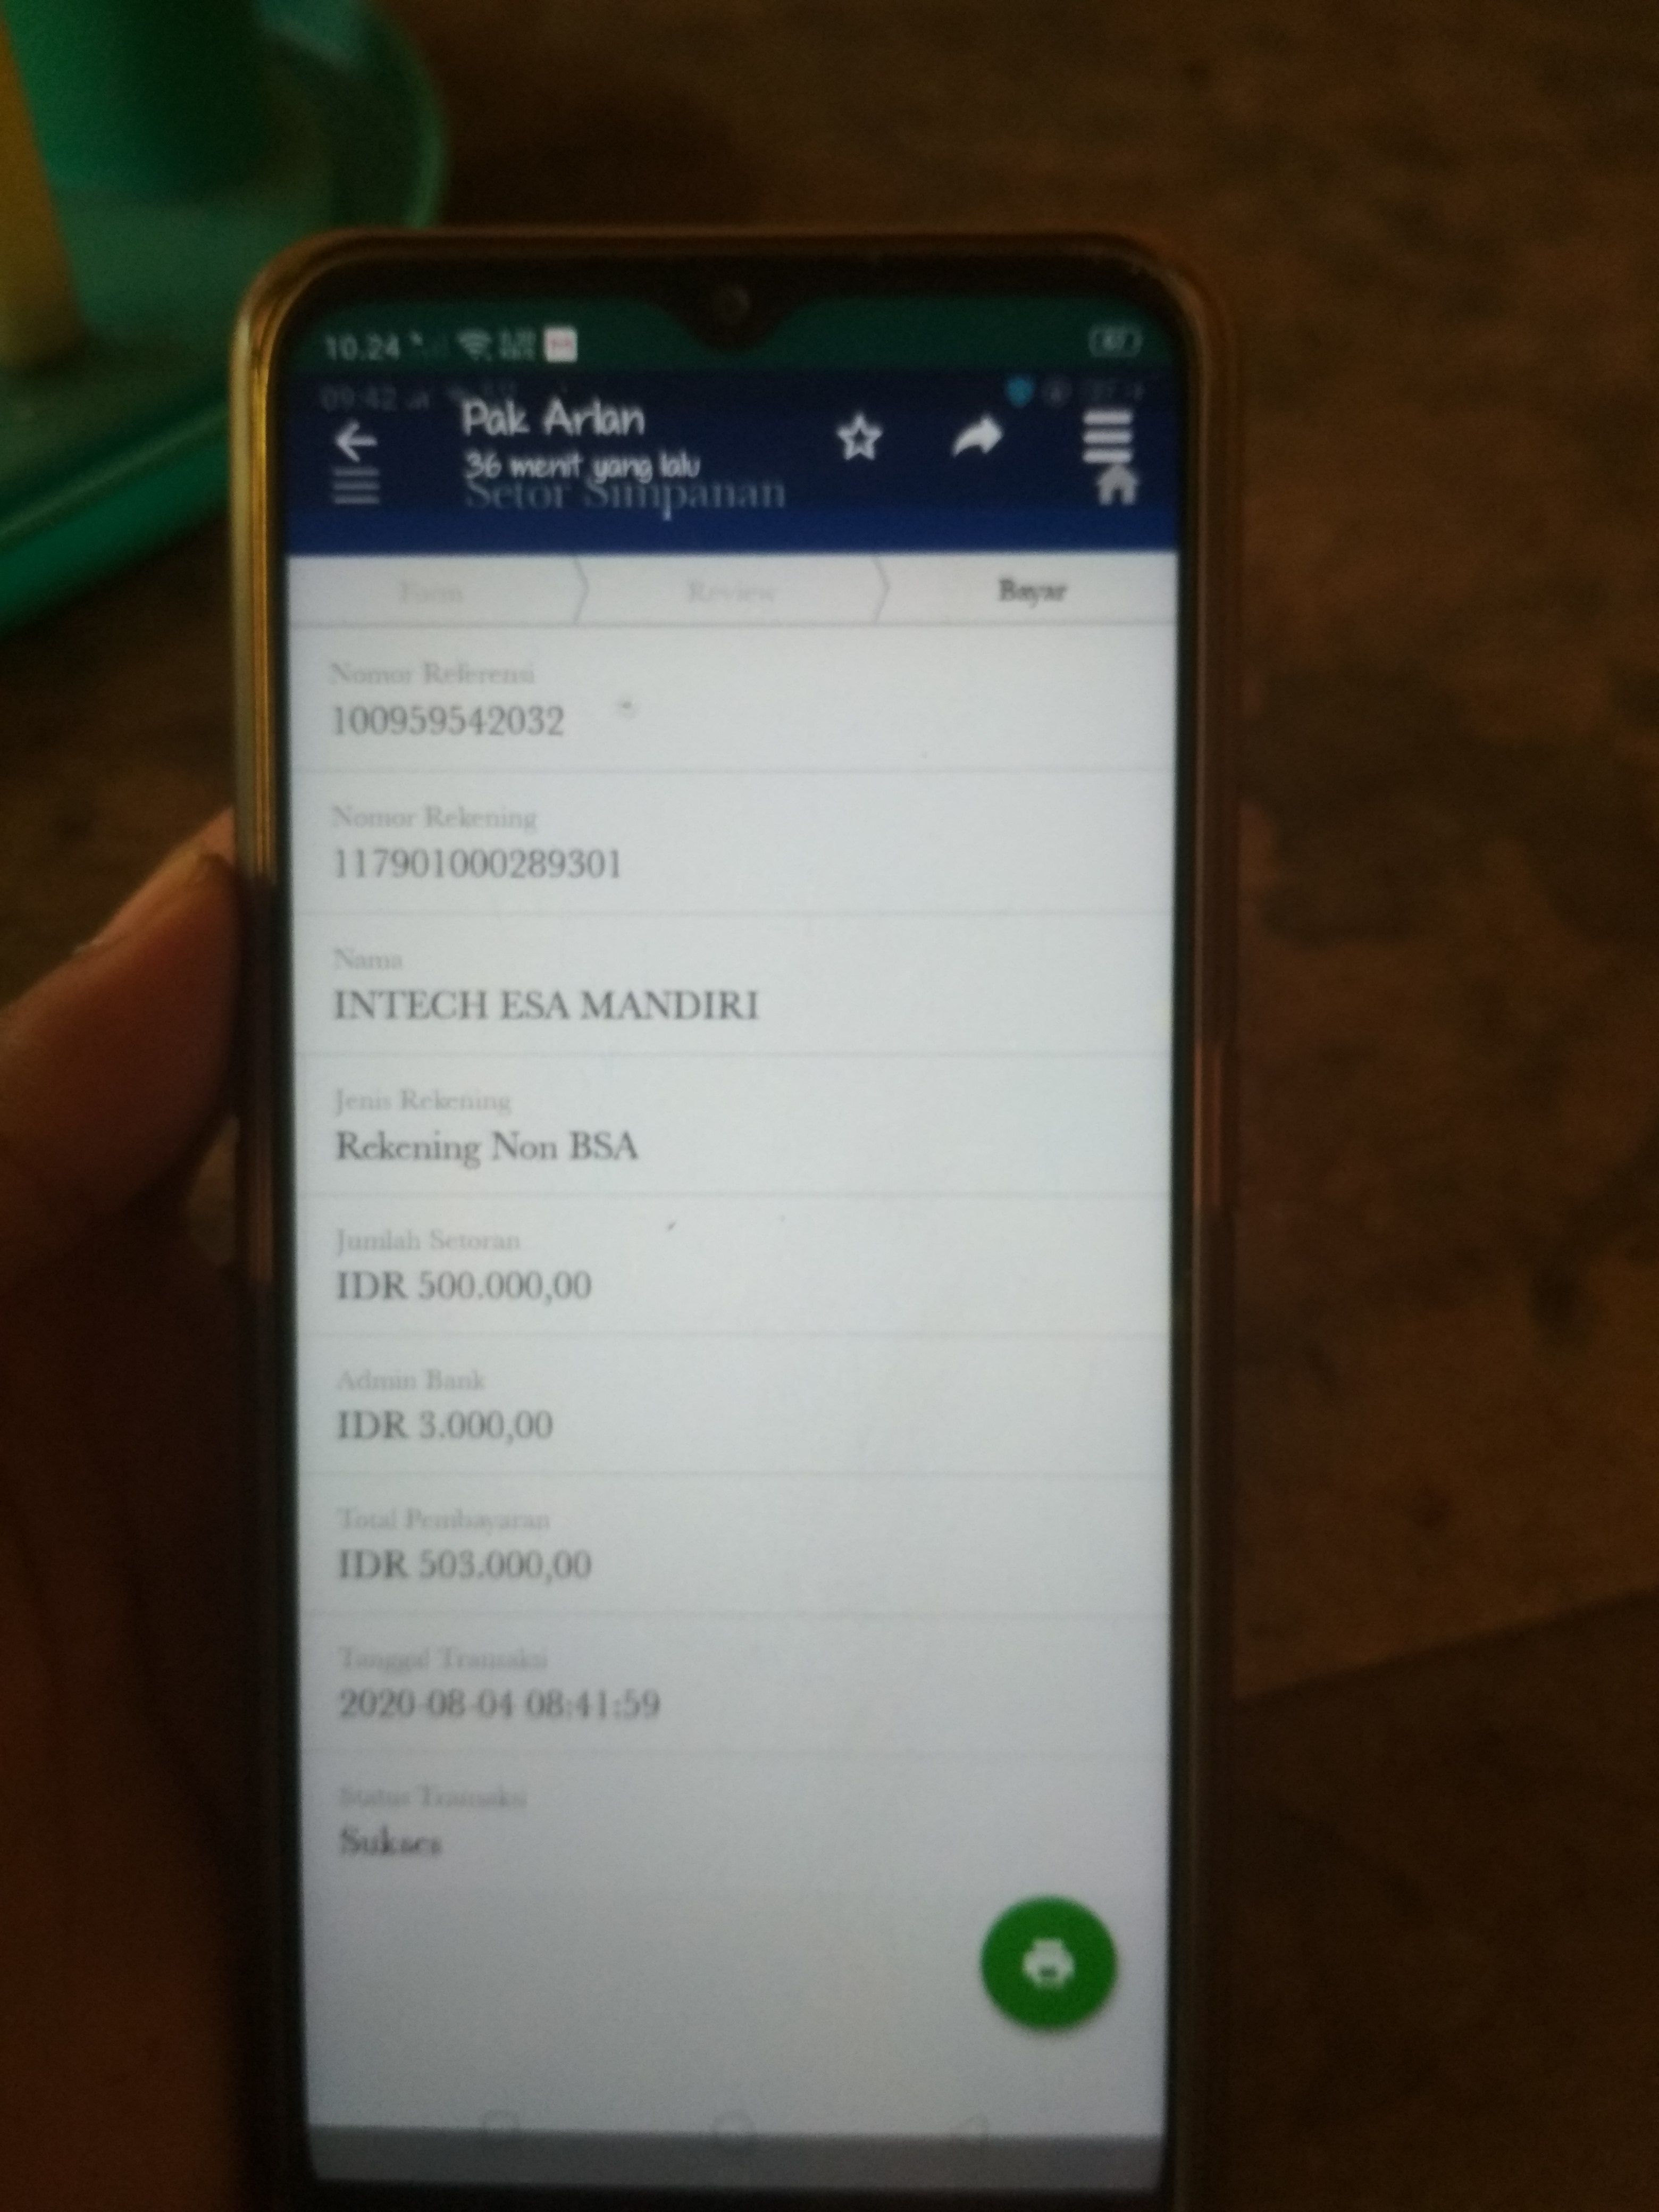 10.24
09:42
Pak Arlan
36 menit yang lalu
Setor Simpanan
Form
Review
Bayar
Nomor Referensi
100959542032
Nomor Rekening
117901000289301
Nama
INTECH ESA MANDIRI
Jenis Rekening
Rekening Non BSA
Jumlah Setoran
IDR 500.000,00
Admin Bank
IDR 3.000,00
Total Pembayaran
IDR 503.000,00
Tanggal Transaksi
2020-08-04 08:41:59
Status Transaksi
Sukses